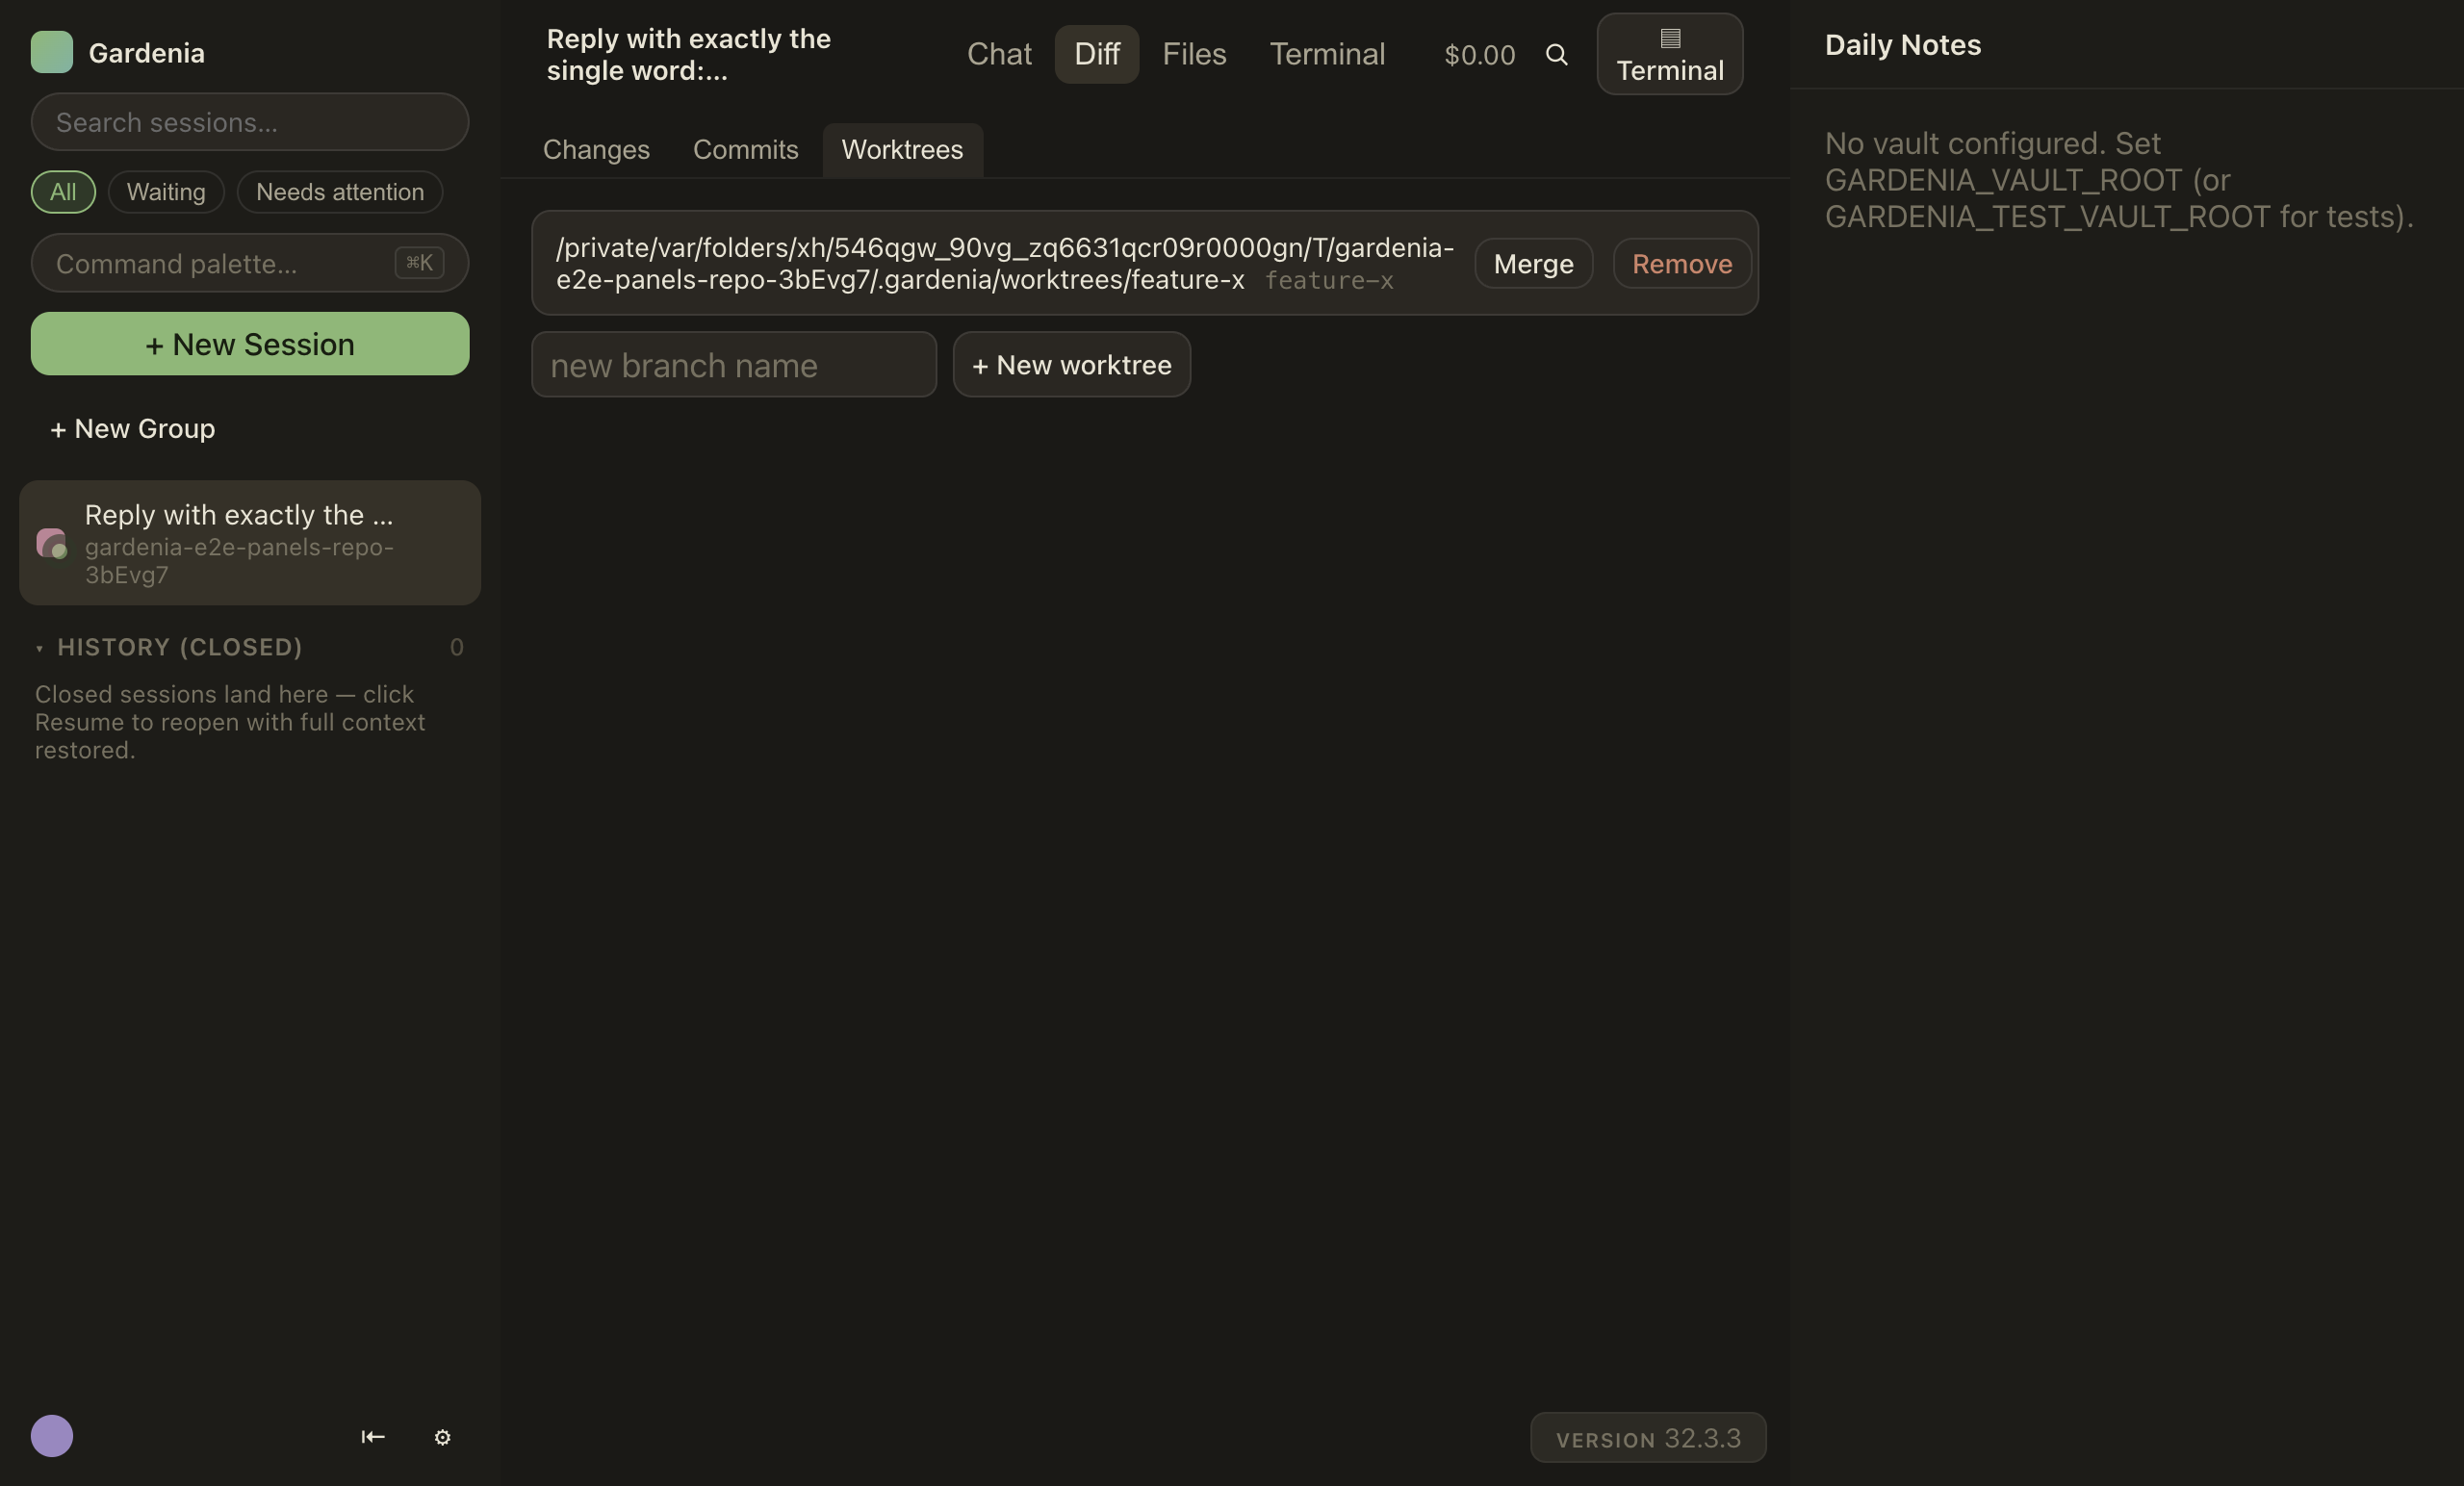 Gardenia
Search sessions...
All
Waiting
Needs attention
Command palette...
⌘K
+ New Session
+ New Group
Reply with exactly the ...
gardenia-e2e-panels-repo-
3bEvg7
▾ HISTORY (CLOSED) 0
Closed sessions land here — click
Resume to reopen with full context
restored.
Reply with exactly the
single word:...
Chat
Diff
Files
Terminal
$0.00
Terminal
Changes
Commits
Worktrees
/private/var/folders/xh/546qgw_90vg_zq6631qcr09r0000gn/T/gardenia-
e2e-panels-repo-3bEvg7/.gardenia/worktrees/feature-x feature-x
Merge
Remove
new branch name
+ New worktree
VERSION 32.3.3
Daily Notes
No vault configured. Set
GARDENIA_VAULT_ROOT (or
GARDENIA_TEST_VAULT_ROOT for tests).